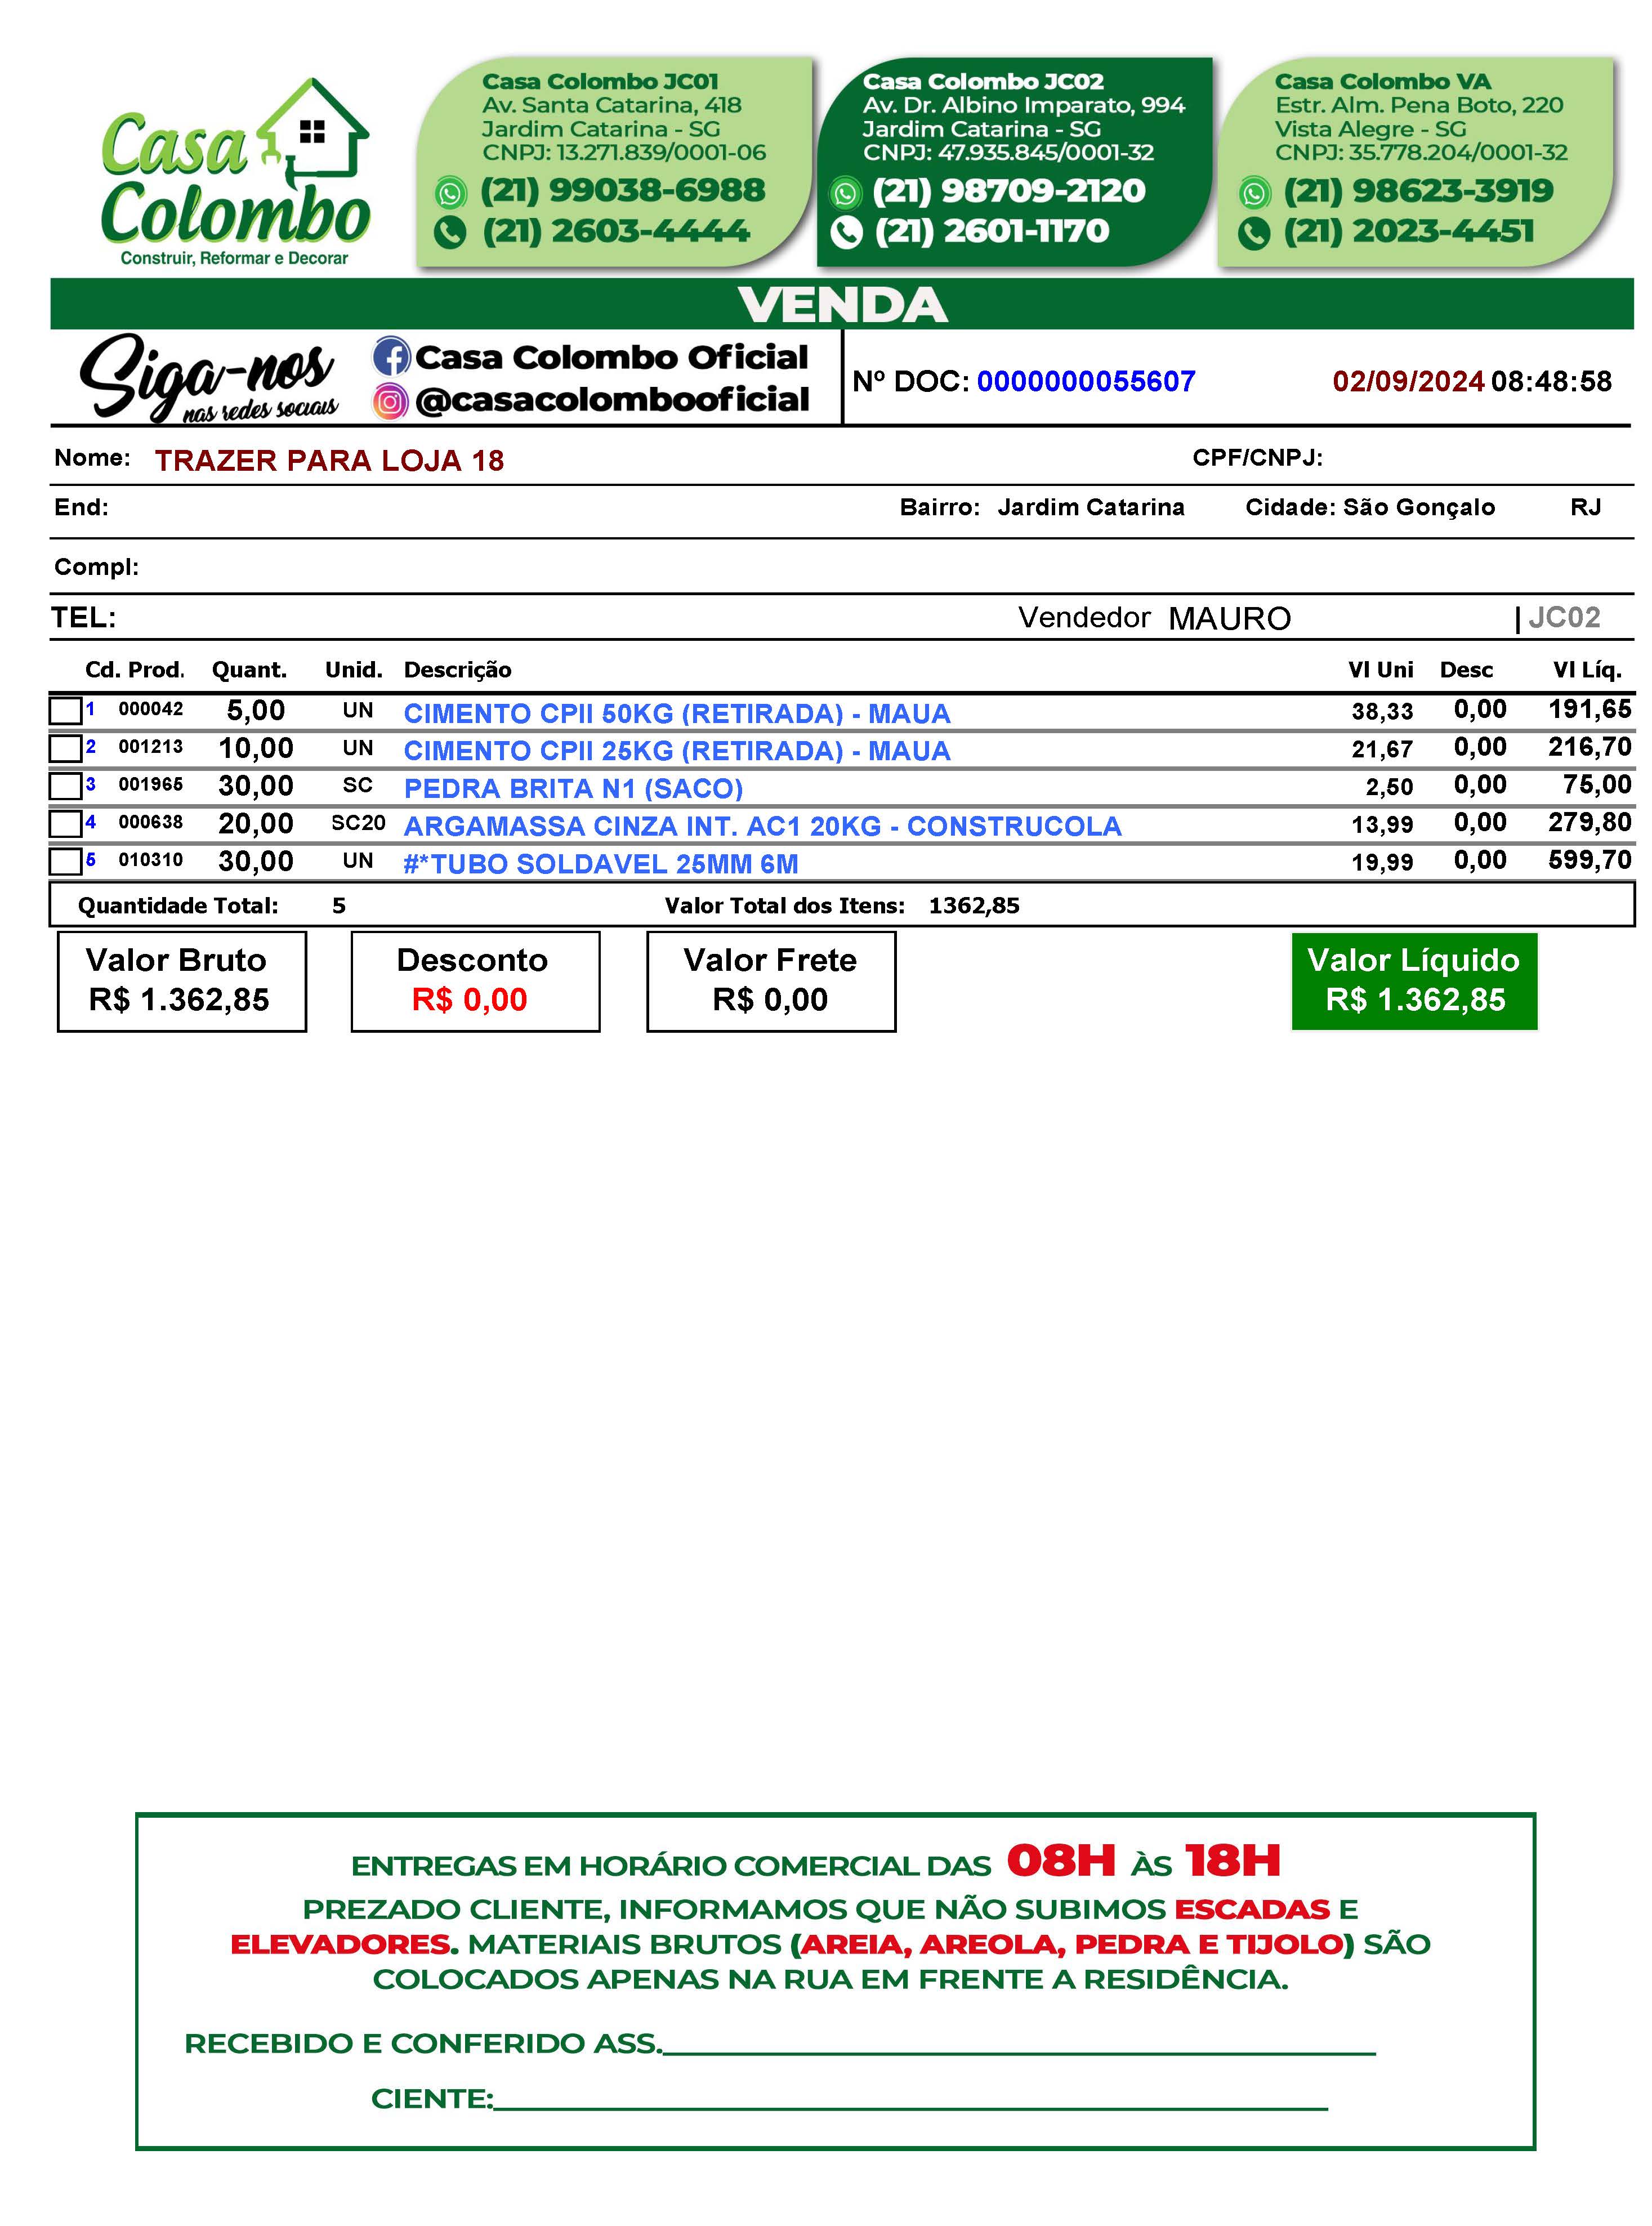 Casa
Colombo
Construir, Reformar e Decorar
Casa Colombo JC01
Av. Santa Catarina, 418
Jardim Catarina - SG
CNPJ: 13.271.839/0001-06
(21) 99038-6988
(21) 2603-4444
Casa Colombo JC02
Av. Dr. Albino Imparato, 994
Jardim Catarina - SG
CNPJ: 47.935.845/0001-32
(21) 98709-2120
(21) 2601-1170
Casa Colombo VA
Estr. Alm. Pena Boto, 220
Vista Alegre - SG
CNPJ: 35.778.204/0001-32
(21) 98623-3919
(21) 2023-4451
VENDA
Siga-nos
nas redes sociais
Casa Colombo Oficial
@casacolombooficial
Nº DOC: 0000000055607 02/09/2024 08:48:58
Nome: TRAZER PARA LOJA 18 CPF/CNPJ:
End: Bairro: Jardim Catarina Cidade: São Gonçalo RJ
Compl:
TEL: Vendedor MAURO | JC02
Cd. Prod. Quant. Unid. Descrição Vl Uni Desc Vl Líq.
1 000042 5,00 UN CIMENTO CPII 50KG (RETIRADA) - MAUA 38,33 0,00 191,65
2 001213 10,00 UN CIMENTO CPII 25KG (RETIRADA) - MAUA 21,67 0,00 216,70
3 001965 30,00 SC PEDRA BRITA N1 (SACO) 2,50 0,00 75,00
4 000638 20,00 SC20 ARGAMASSA CINZA INT. AC1 20KG - CONSTRUCOLA 13,99 0,00 279,80
5 010310 30,00 UN #*TUBO SOLDAVEL 25MM 6M 19,99 0,00 599,70
Quantidade Total: 5 Valor Total dos Itens: 1362,85
Valor Bruto
R$ 1.362,85
Desconto
R$ 0,00
Valor Frete
R$ 0,00
Valor Líquido
R$ 1.362,85
ENTREGAS EM HORÁRIO COMERCIAL DAS 08H ÀS 18H
PREZADO CLIENTE, INFORMAMOS QUE NÃO SUBIMOS ESCADAS E
ELEVADORES. MATERIAIS BRUTOS (AREIA, AREOLA, PEDRA E TIJOLO) SÃO
COLOCADOS APENAS NA RUA EM FRENTE A RESIDÊNCIA.
RECEBIDO E CONFERIDO ASS.
CIENTE: